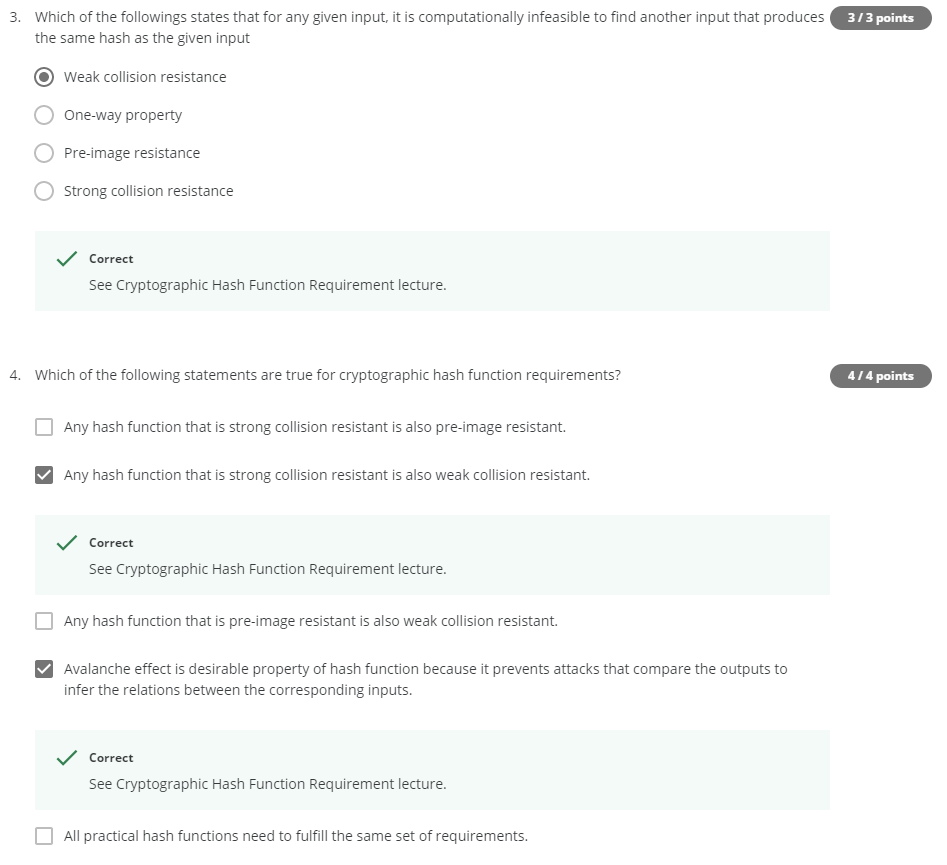 3. Which of the followings states that for any given input, it is computationally infeasible to find another input that produces 3 / 3 points
the same hash as the given input
Weak collision resistance
One-way property
Pre-image resistance
Strong collision resistance
Correct
See Cryptographic Hash Function Requirement lecture.
4. Which of the following statements are true for cryptographic hash function requirements? 4 / 4 points
Any hash function that is strong collision resistant is also pre-image resistant.
Any hash function that is strong collision resistant is also weak collision resistant.
Correct
See Cryptographic Hash Function Requirement lecture.
Any hash function that is pre-image resistant is also weak collision resistant.
Avalanche effect is desirable property of hash function because it prevents attacks that compare the outputs to
infer the relations between the corresponding inputs.
Correct
See Cryptographic Hash Function Requirement lecture.
All practical hash functions need to fulfill the same set of requirements.